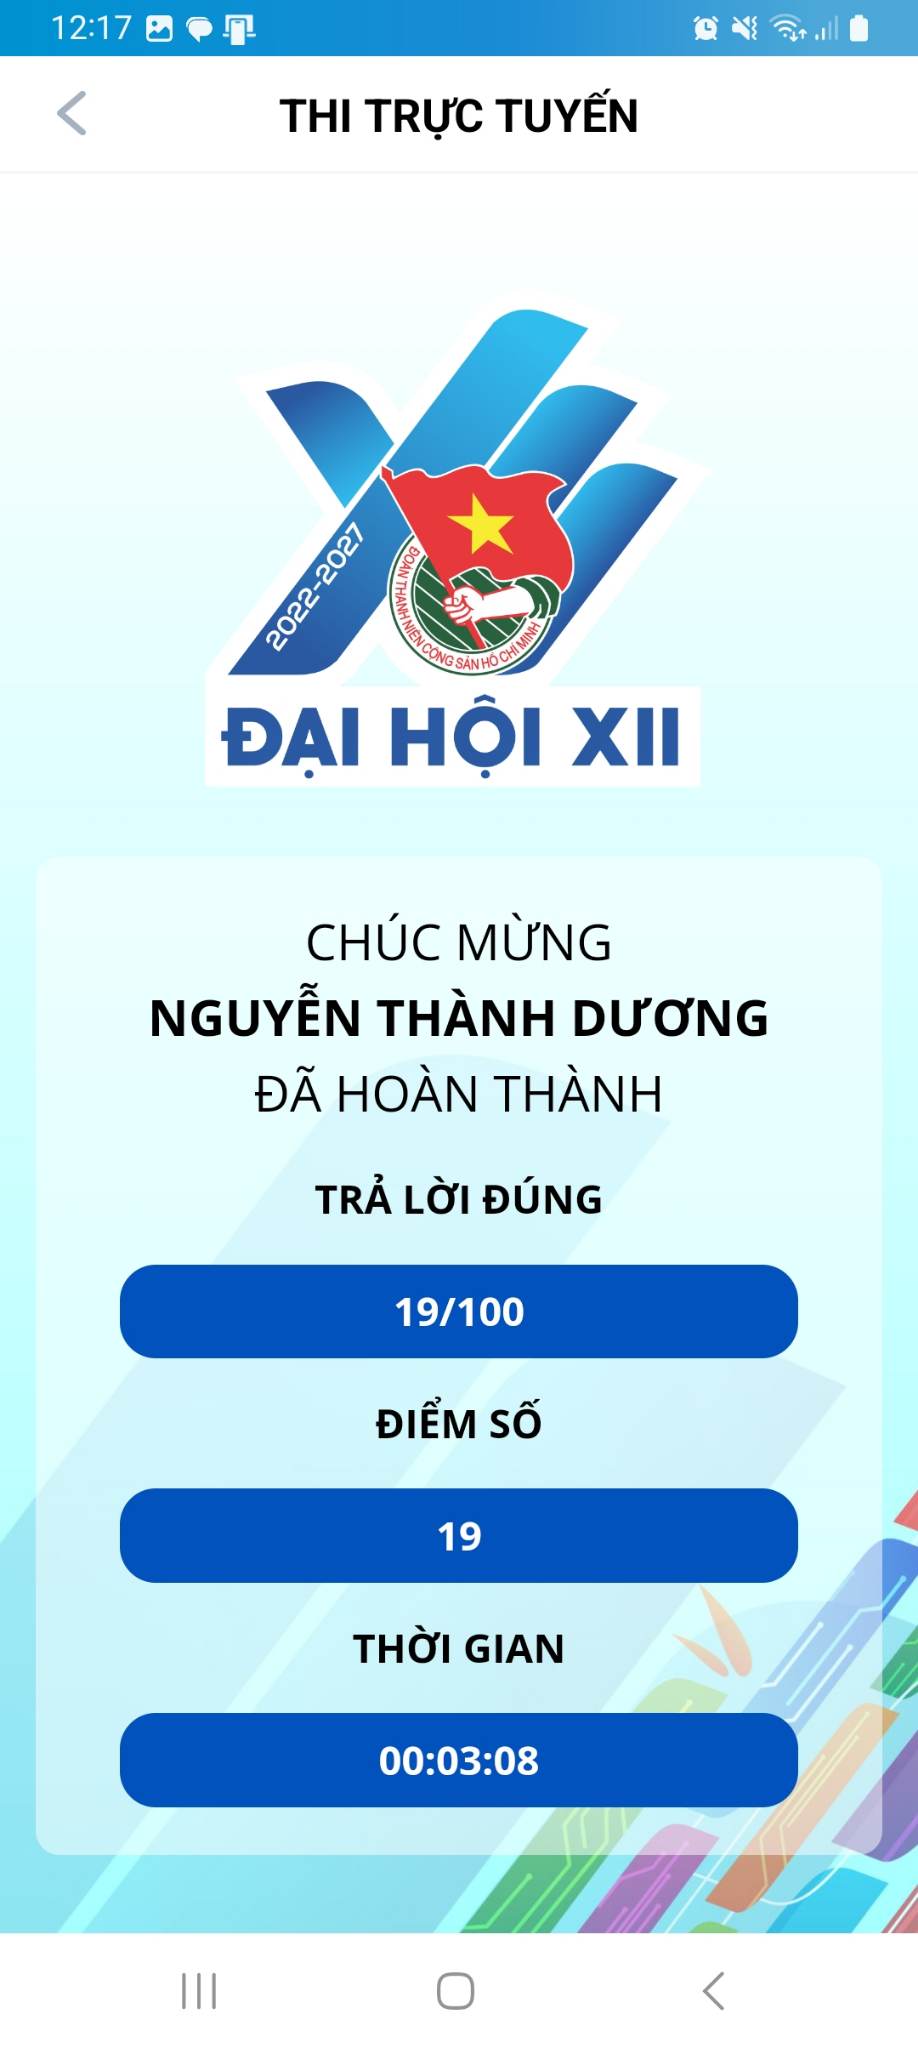 12:17
THI TRỰC TUYẾN
2022-2027
ĐOÀN THANH NIÊN CỘNG SẢN HỒ CHÍ MINH
ĐẠI HỘI XII
CHÚC MỪNG
NGUYỄN THÀNH DƯƠNG
ĐÃ HOÀN THÀNH
TRẢ LỜI ĐÚNG
19/100
ĐIỂM SỐ
19
THỜI GIAN
00:03:08